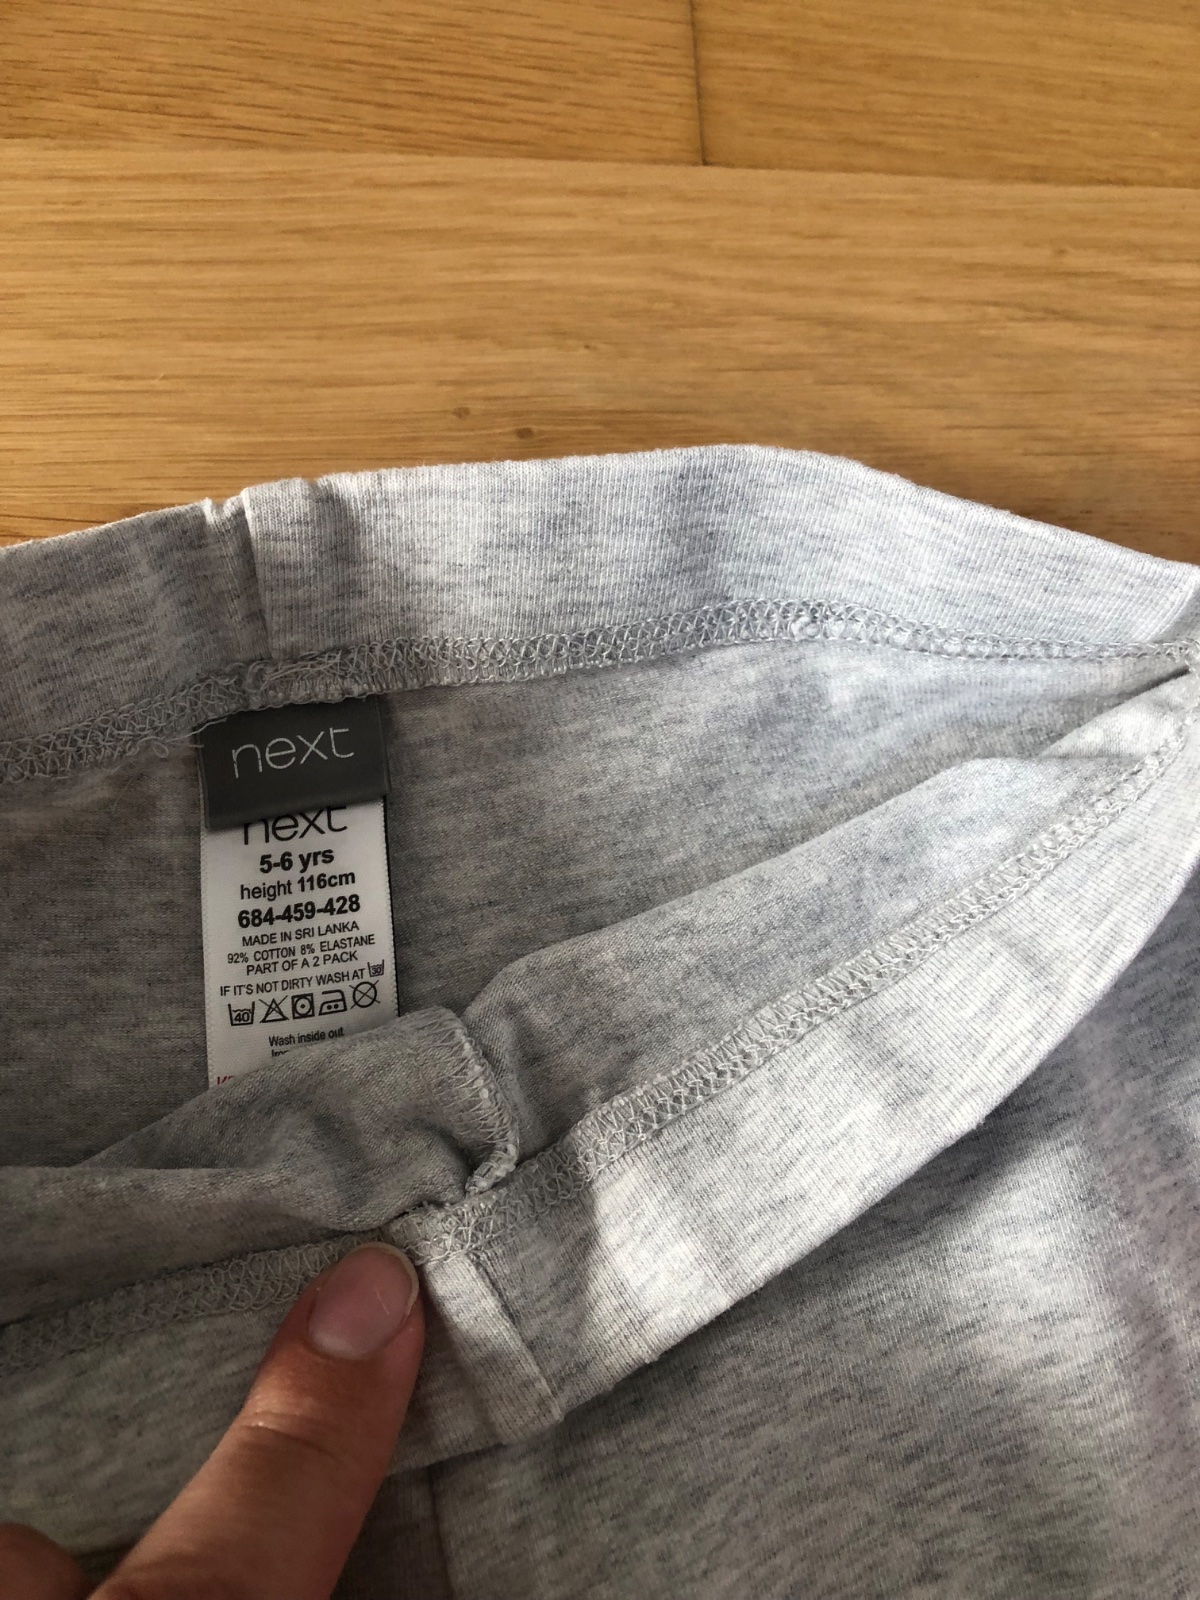 next
next
5-6 yrs
height 116cm
684-459-428
MADE IN SRI LANKA
92% COTTON 8% ELASTANE
PART OF A 2 PACK
IF IT'S NOT DIRTY WASH AT 30
40
Wash inside out